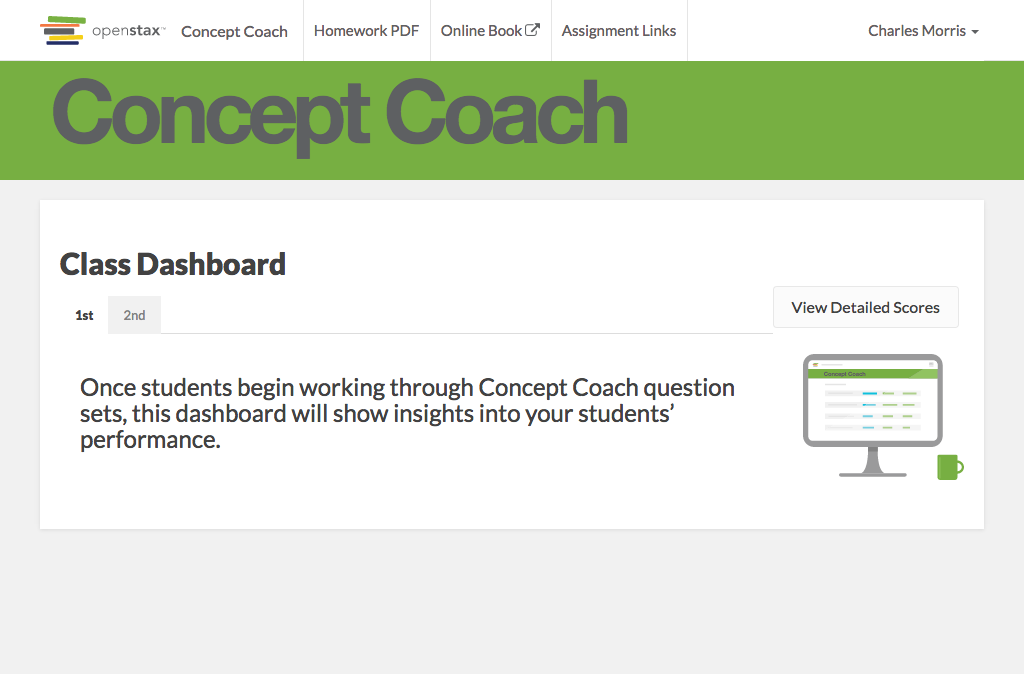 openstax™ Concept Coach Homework PDF Online Book Assignment Links Charles Morris
Concept Coach
Class Dashboard
1st 2nd
View Detailed Scores
Concept Coach
Once students begin working through Concept Coach question
sets, this dashboard will show insights into your students’
performance.